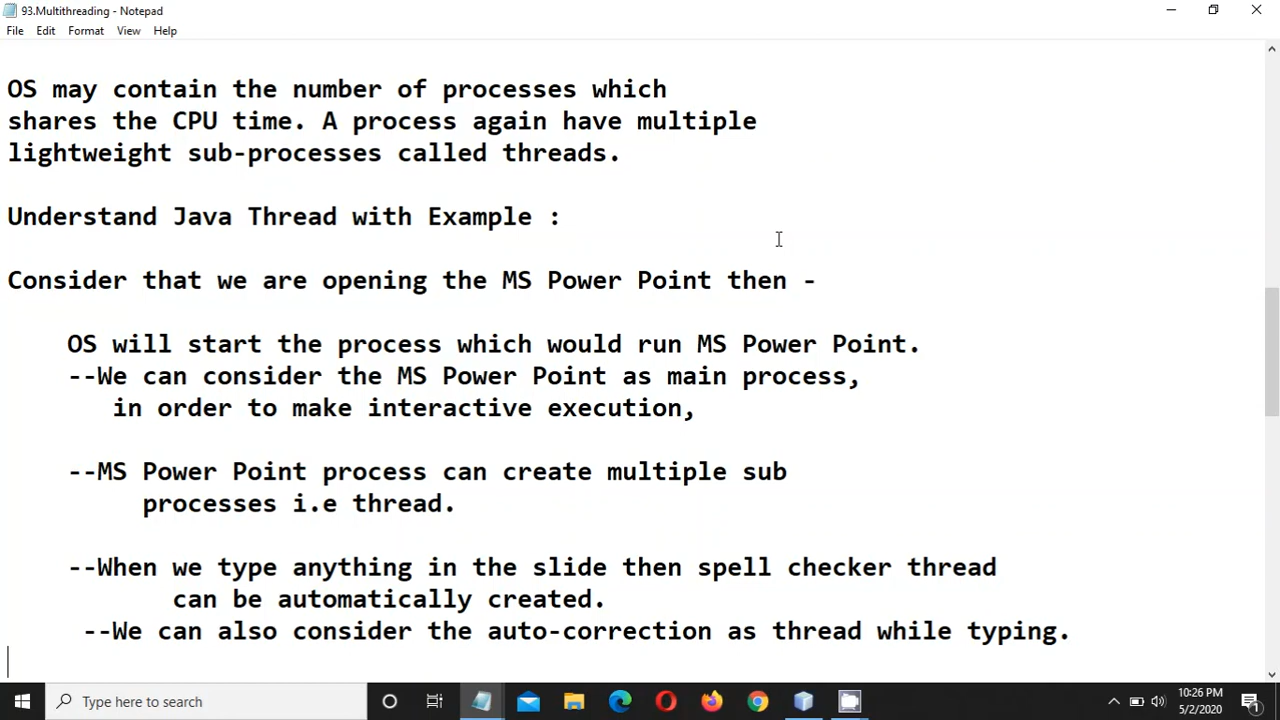 93.Multithreading - Notepad
File Edit Format View Help
OS may contain the number of processes which
shares the CPU time. A process again have multiple
lightweight sub-processes called threads.
Understand Java Thread with Example :
Consider that we are opening the MS Power Point then -
OS will start the process which would run MS Power Point.
--We can consider the MS Power Point as main process,
in order to make interactive execution,
--MS Power Point process can create multiple sub
processes i.e thread.
--When we type anything in the slide then spell checker thread
can be automatically created.
--We can also consider the auto-correction as thread while typing.
Type here to search
10:26 PM
5/2/2020
1